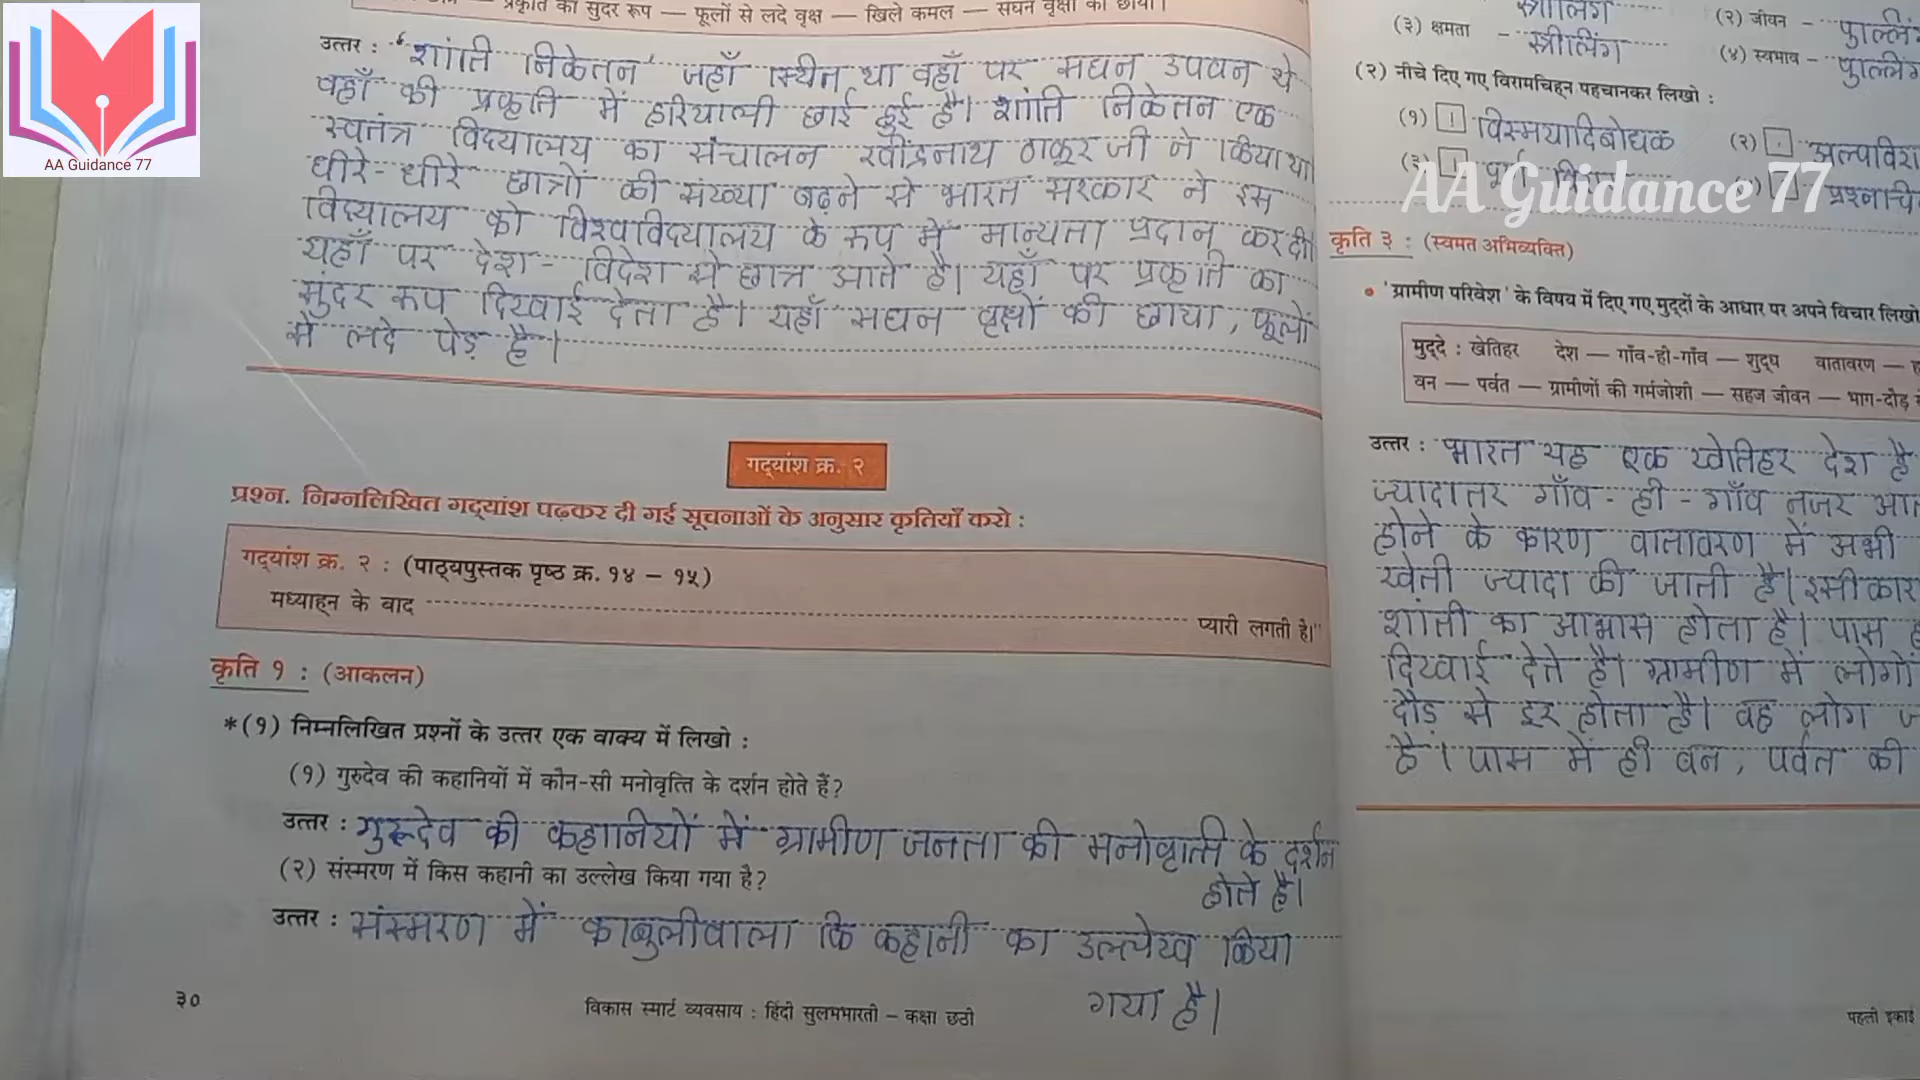 प्रकृति का सुंदर रूप — फूलों से लदे वृक्ष — खिले कमल — सघन वृक्षों की छाया।
उत्तर : 'शांति निकेतन' जहाँ स्थीत था वहाँ पर सघन उपवन थे
वहाँ की प्रकृति में हरियाली छाई हुई है। शांति निकेतन एक
स्वतंत्र विद्यालय का संचालन रवींद्रनाथ ठाकूर जी ने किया था
धीरे-धीरे छात्रों की संख्या बढ़ने से भारत सरकार ने इस
विद्यालय को विश्वविद्यालय के रूप में मान्यता प्रदान कर दी।
यहाँ पर देश - विदेश से छात्र आते है। यहाँ पर प्रकृति का
सुंदर रूप दिखाई देता है। यहाँ सघन वृक्षों की छाया, फूलों
से लदे पेड़ है।
गद्यांश क्र. २
प्रश्न. निम्नलिखित गद्यांश पढ़कर दी गई सूचनाओं के अनुसार कृतियाँ करो :
गद्यांश क्र. २ : (पाठ्यपुस्तक पृष्ठ क्र. १४ – १५)
मध्याह्न के बाद ---------- प्यारी लगती है।"
कृति १ : (आकलन)
*(१) निम्नलिखित प्रश्नों के उत्तर एक वाक्य में लिखो :
(१) गुरुदेव की कहानियों में कौन-सी मनोवृत्ति के दर्शन होते हैं?
उत्तर : गुरूदेव की कहानियों में ग्रामीण जनता की मनोवृत्ति के दर्शन
होते है।
(२) संस्मरण में किस कहानी का उल्लेख किया गया है?
उत्तर : संस्मरण में काबुलीवाला कि कहानी का उल्लेख किया
गया है।
३०
विकास स्मार्ट व्यवसाय : हिंदी सुलभभारती – कक्षा छठी
स्त्रीलिंग
(२) जीवन -
(३) क्षमता - स्त्रीलिंग
(४) स्वभाव -
(२) नीचे दिए गए विरामचिह्न पहचानकर लिखो :
(१) विस्मयादिबोधक
(२)
(३) पूर्ण
कृति ३ : (स्वमत अभिव्यक्ति)
• 'ग्रामीण परिवेश' के विषय में दिए गए मुद्दों के आधार पर अपने विचार लिखो
मुद्दे : खेतिहर देश — गाँव-ही-गाँव — शुद्ध वातावरण —
वन — पर्वत — ग्रामीणों की गर्मजोशी — सहज जीवन — भाग-दौड़
उत्तर : भारत यह एक खेतिहर देश है
ज्यादातर गाँव - ही - गाँव नजर
होने के कारण वातावरण में अभी
खेती ज्यादा की जाती है। इसी
शांती का आभास होता है। पास
दिखाई देते है। ग्रामीण में लोगों
दौड़ से दूर होता है। वह लोग
है। पास में ही वन, पर्वत की
पहली इकाई
AA Guidance 77
AA Guidance 77